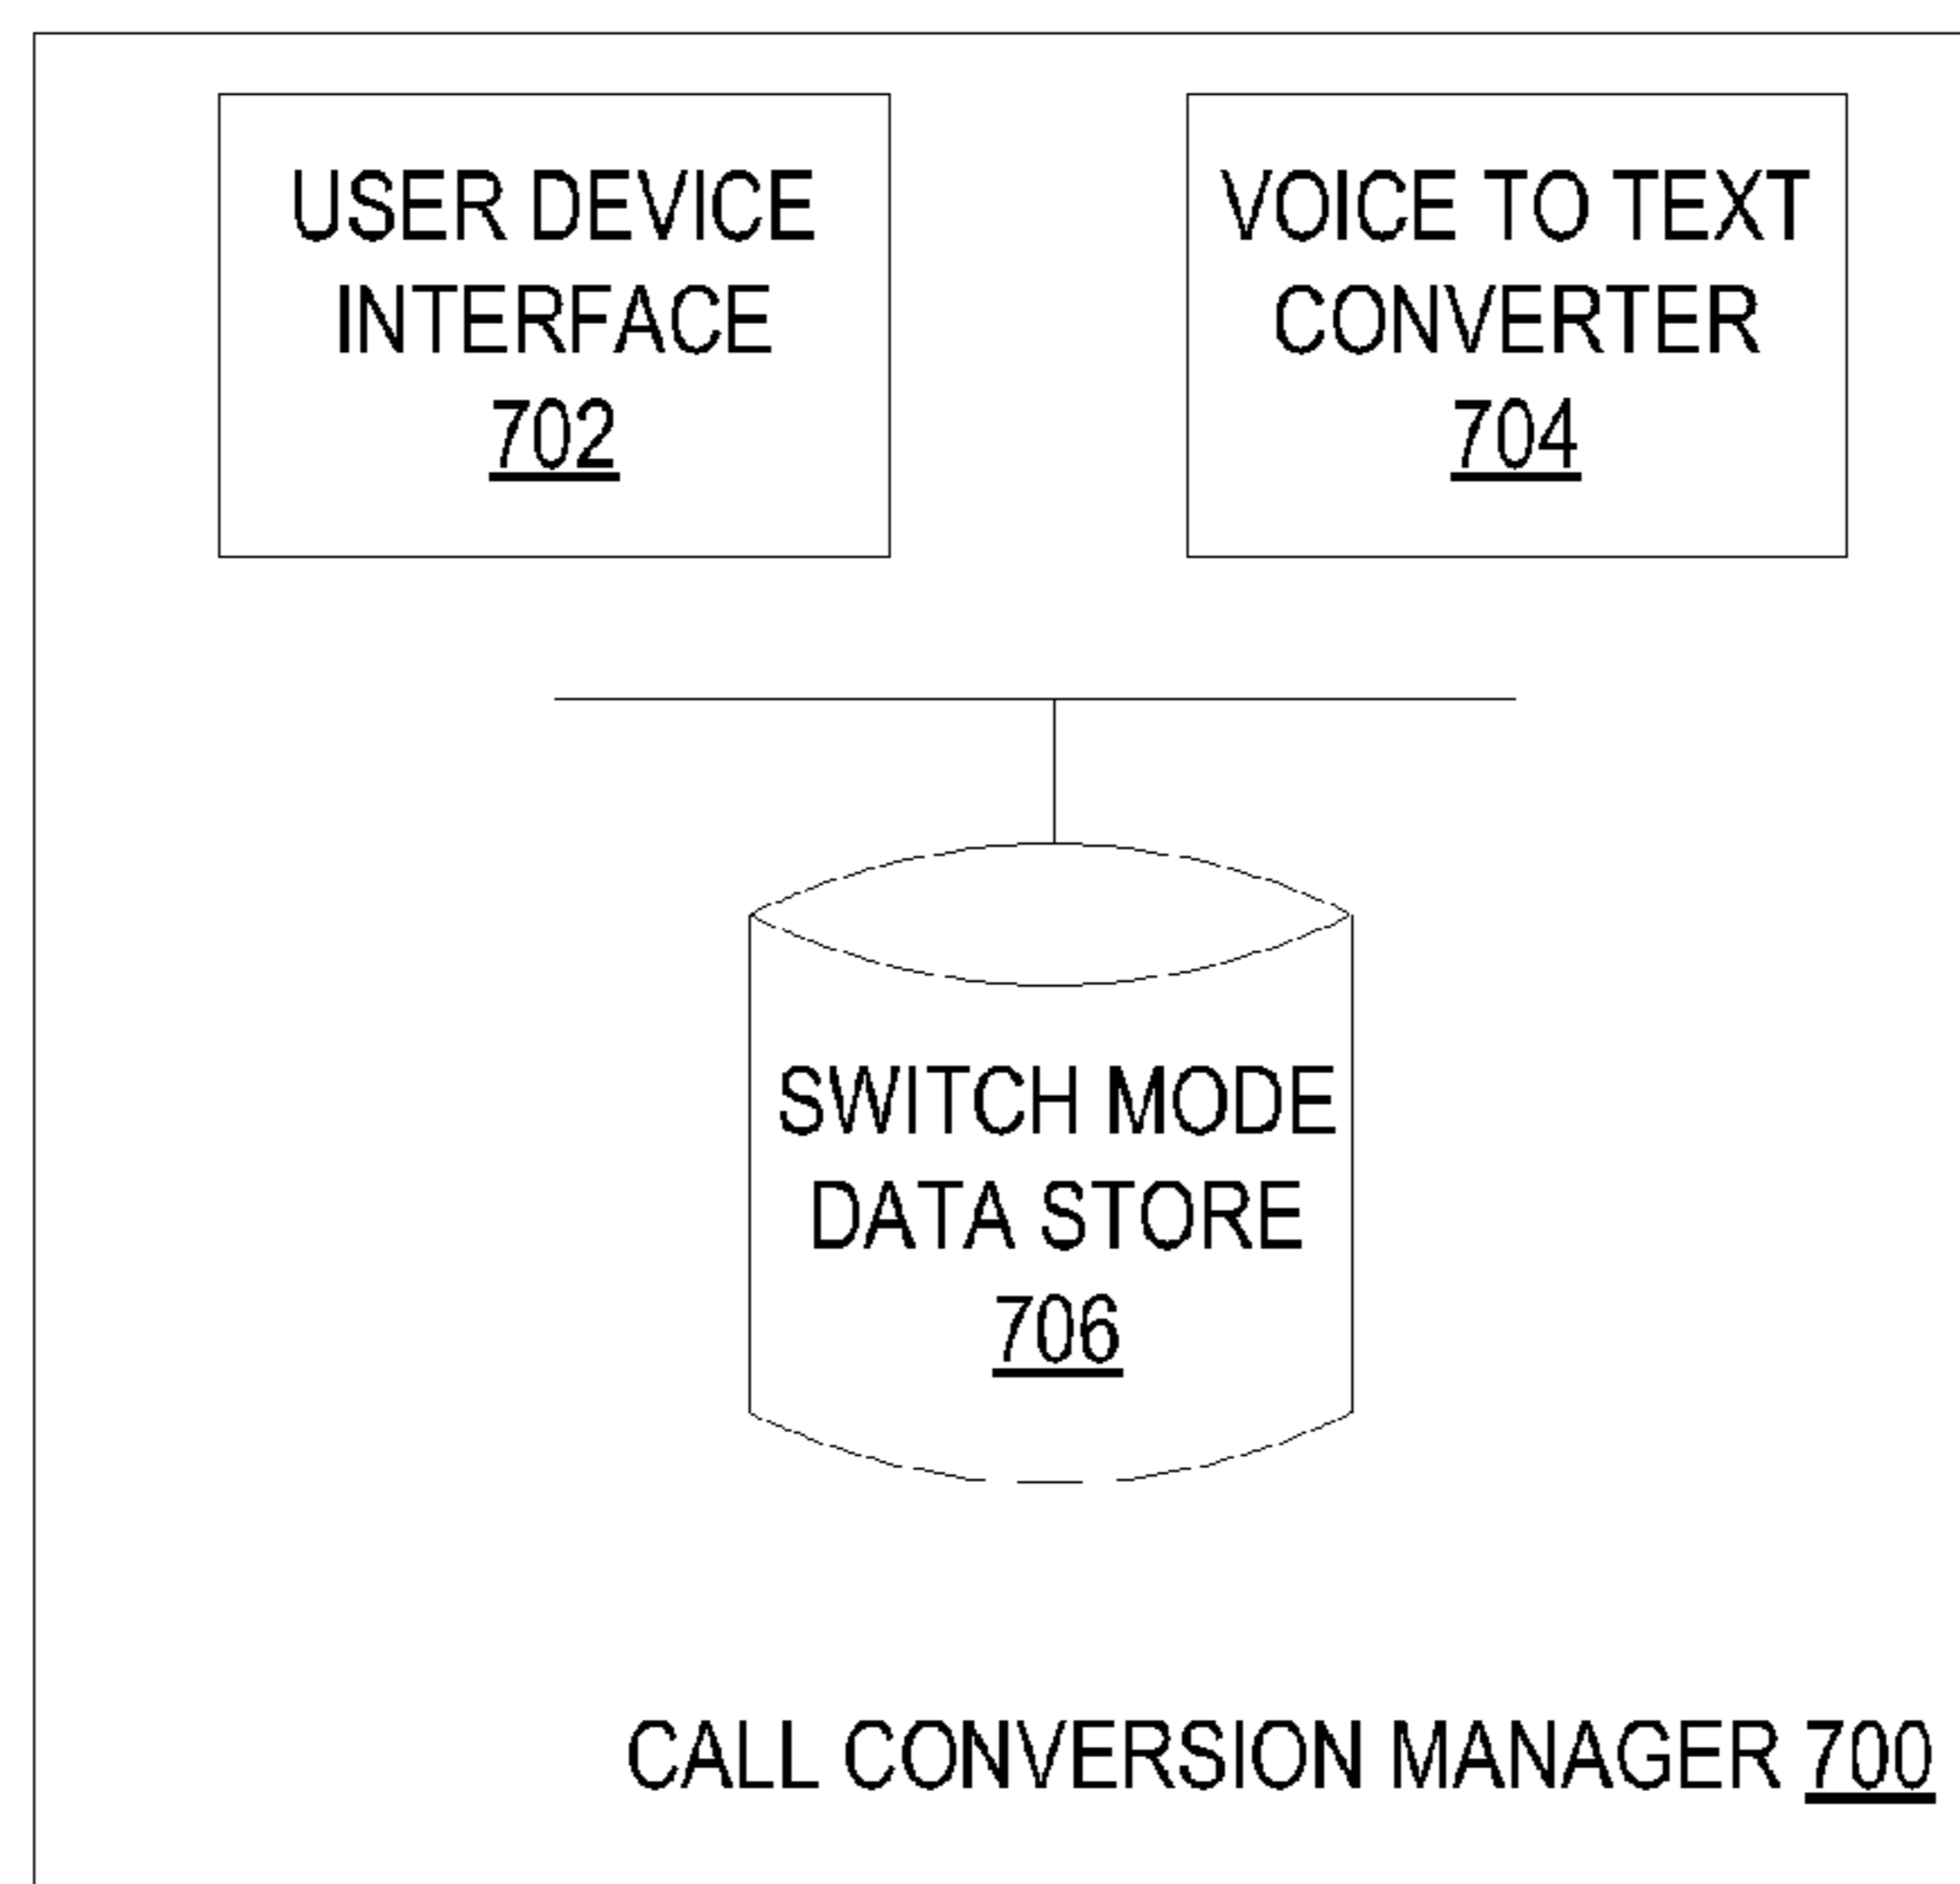 USER DEVICE
INTERFACE
702
VOICE TO TEXT
CONVERTER
704
SWITCH MODE
DATA STORE
706
CALL CONVERSION MANAGER 700